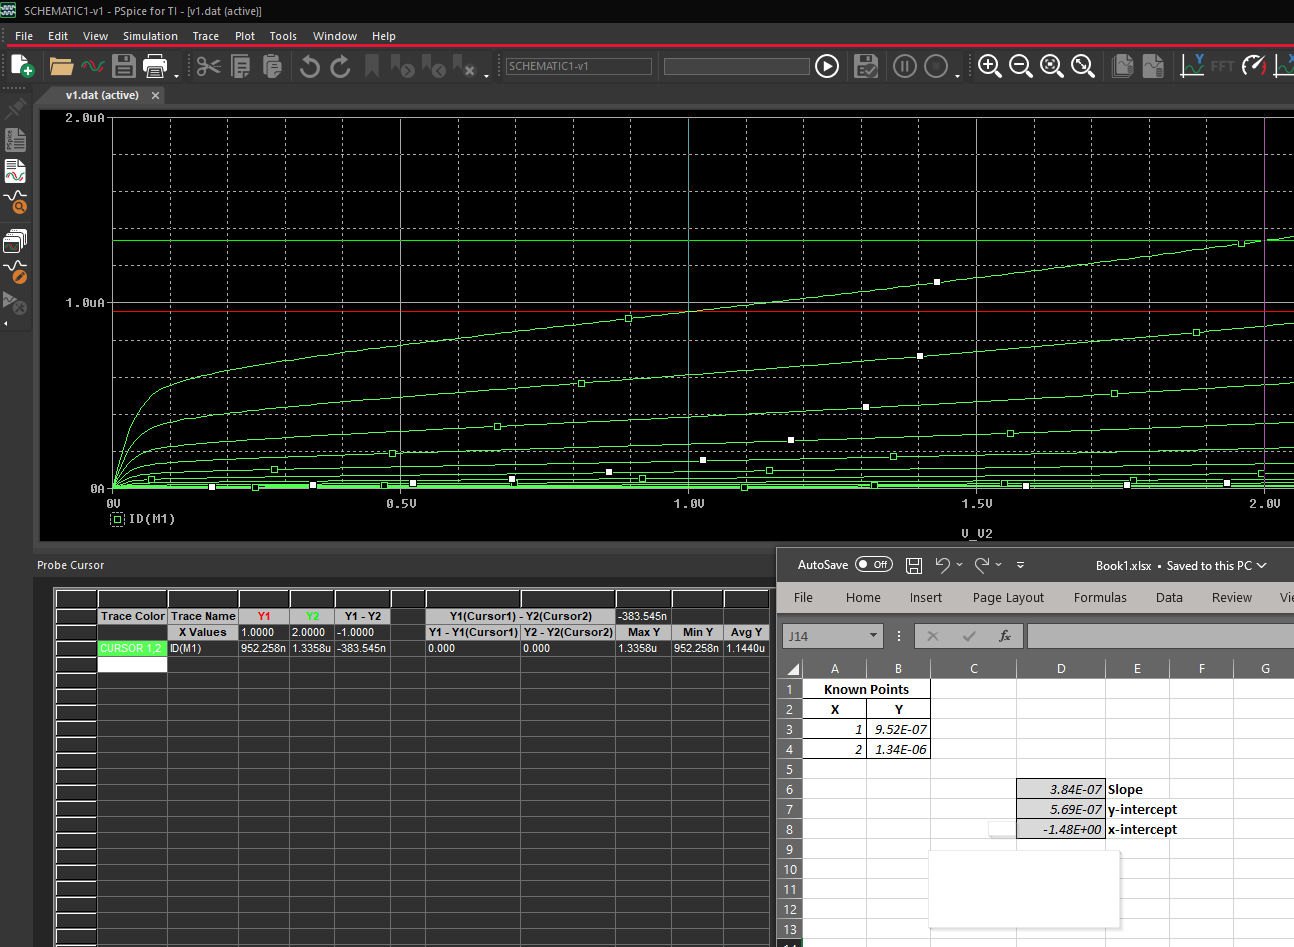 SCHEMATIC1-v1 - PSpice for TI - [v1.dat (active)]
File Edit View Simulation Trace Plot Tools Window Help
SCHEMATIC1-v1
FFT
v1.dat (active)
2.0uA
1.0uA
0A
0V 0.5V 1.0V 1.5V 2.0V
ID(M1)
V_V2
Probe Cursor
Trace Color Trace Name Y1 Y2 Y1 - Y2 Y1(Cursor1) - Y2(Cursor2) -383.545n
X Values 1.0000 2.0000 -1.0000 Y1 - Y1(Cursor1) Y2 - Y2(Cursor2) Max Y Min Y Avg Y
CURSOR 1,2 ID(M1) 952.258n 1.3358u -383.545n 0.000 0.000 1.3358u 952.258n 1.1440u
AutoSave Off Book1.xlsx • Saved to this PC
File Home Insert Page Layout Formulas Data Review
J14 fx
A B C D E F G
1 Known Points
2 X Y
3 1 9.52E-07
4 2 1.34E-06
5
6 3.84E-07 Slope
7 5.69E-07 y-intercept
8 -1.48E+00 x-intercept
9
10
11
12
13